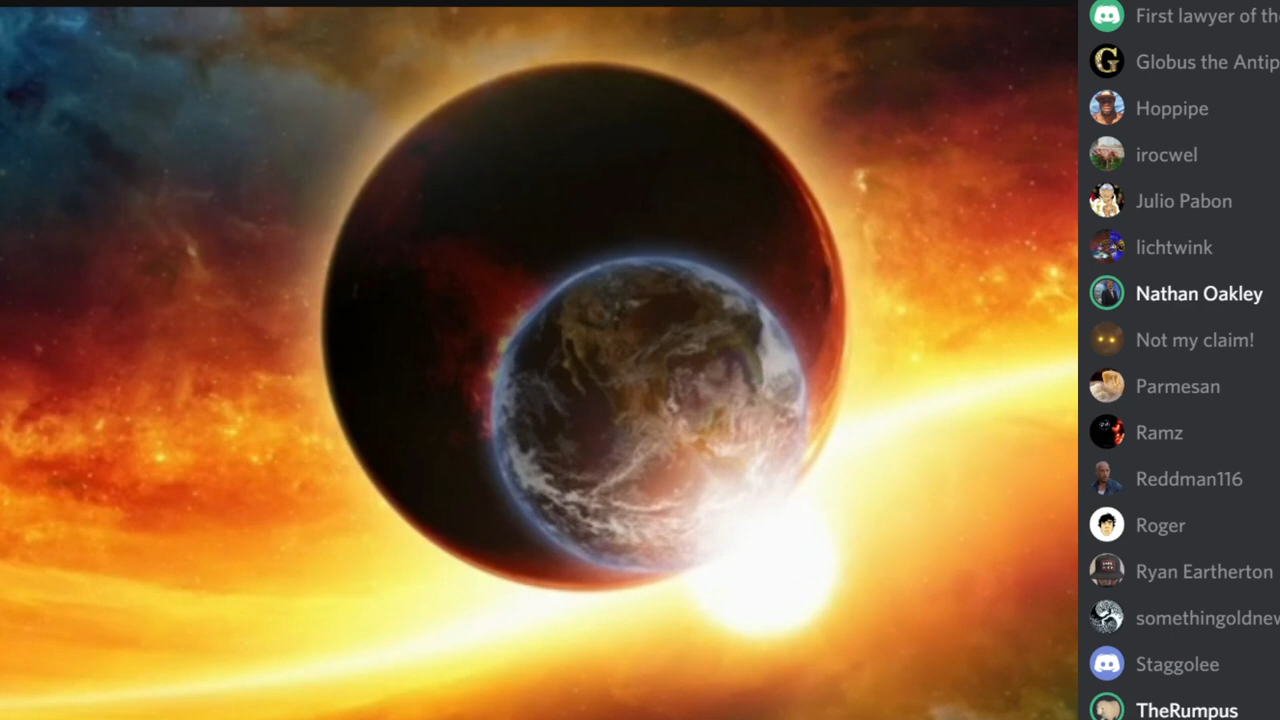 First lawyer of th
Globus the Antip
Hoppipe
irocwel
Julio Pabon
lichtwink
Nathan Oakley
Not my claim!
Parmesan
Ramz
Reddman116
Roger
Ryan Eartherton
somethingoldnew
Staggolee
TheRumpus